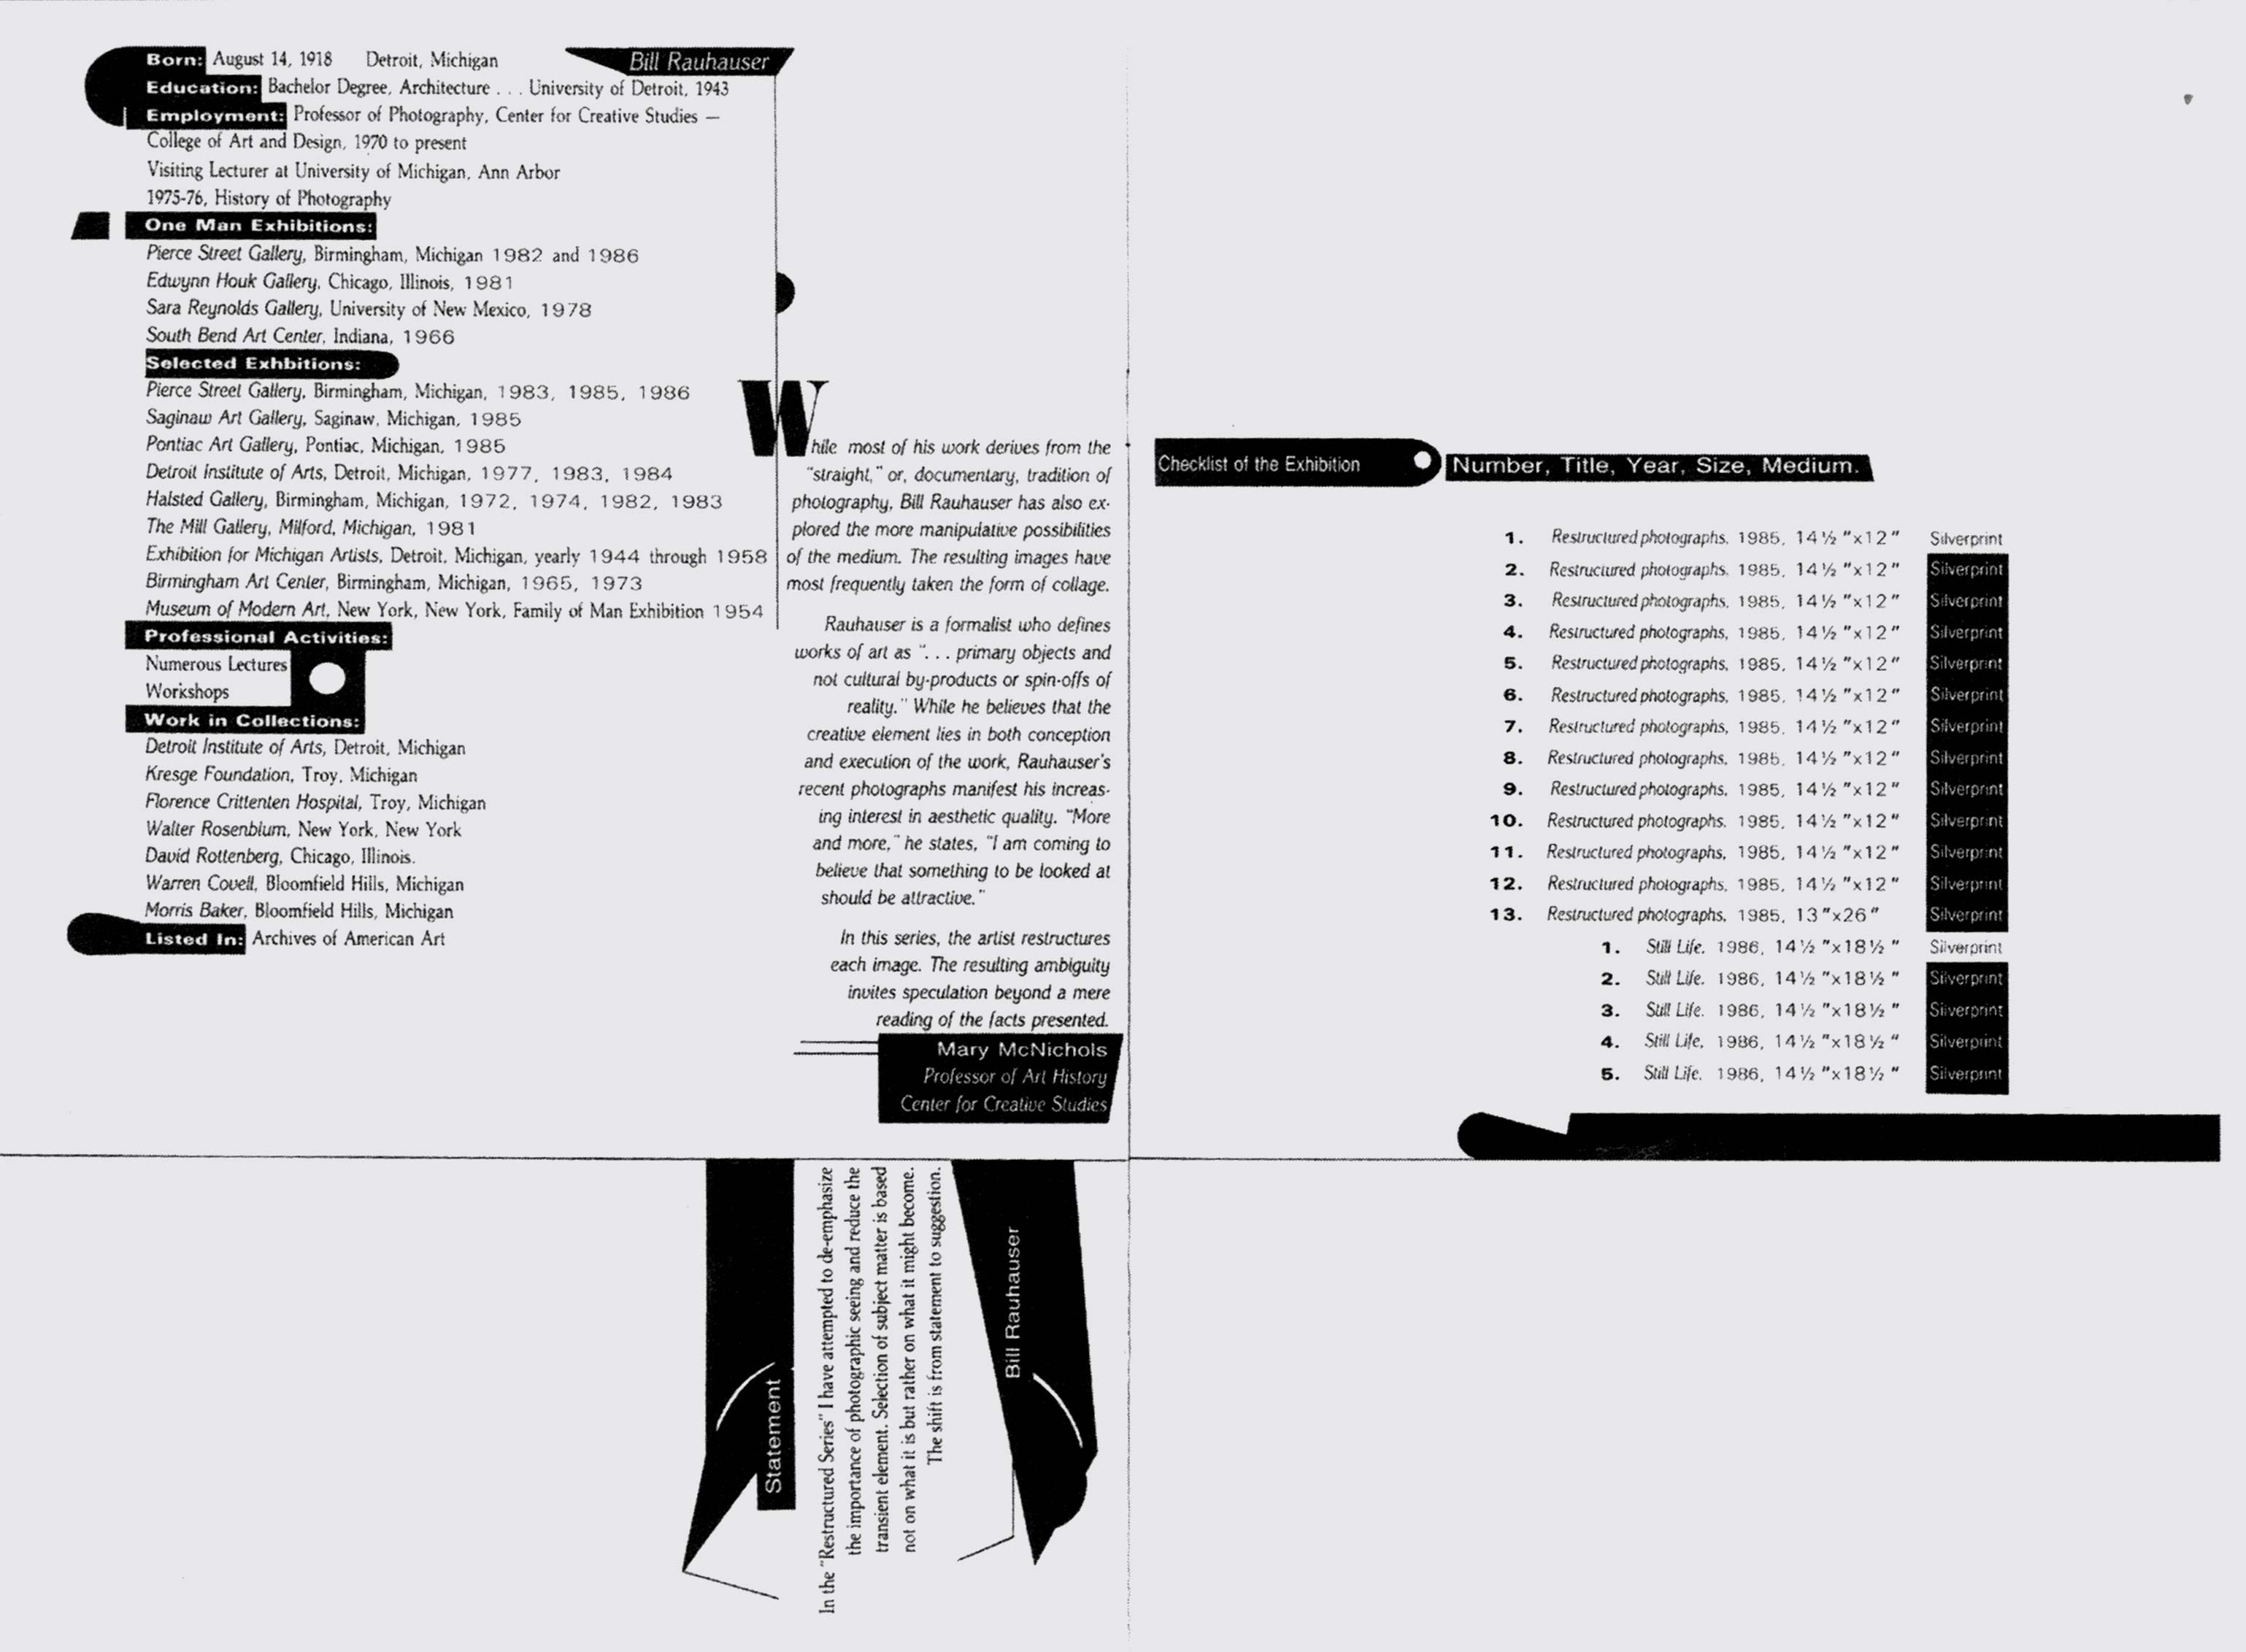 Bill Rauhauser
Born: August 14, 1918 Detroit, Michigan
Education: Bachelor Degree, Architecture . . . University of Detroit, 1943
Employment: Professor of Photography, Center for Creative Studies —
College of Art and Design, 1970 to present
Visiting Lecturer at University of Michigan, Ann Arbor
1975-76, History of Photography
One Man Exhibitions:
Pierce Street Gallery, Birmingham, Michigan 1982 and 1986
Edwynn Houk Gallery, Chicago, Illinois, 1981
Sara Reynolds Gallery, University of New Mexico, 1978
South Bend Art Center, Indiana, 1966
Selected Exhbitions:
Pierce Street Gallery, Birmingham, Michigan, 1983, 1985, 1986
Saginaw Art Gallery, Saginaw, Michigan, 1985
Pontiac Art Gallery, Pontiac, Michigan, 1985
Detroit Institute of Arts, Detroit, Michigan, 1977, 1983, 1984
Halsted Gallery, Birmingham, Michigan, 1972, 1974, 1982, 1983
The Mill Gallery, Milford, Michigan, 1981
Exhibition for Michigan Artists, Detroit, Michigan, yearly 1944 through 1958
Birmingham Art Center, Birmingham, Michigan, 1965, 1973
Museum of Modern Art, New York, New York, Family of Man Exhibition 1954
Professional Activities:
Numerous Lectures
Workshops
Work in Collections:
Detroit Institute of Arts, Detroit, Michigan
Kresge Foundation, Troy, Michigan
Florence Crittenten Hospital, Troy, Michigan
Walter Rosenblum, New York, New York
David Rottenberg, Chicago, Illinois.
Warren Covell, Bloomfield Hills, Michigan
Morris Baker, Bloomfield Hills, Michigan
Listed In: Archives of American Art
While most of his work derives from the
"straight," or, documentary, tradition of
photography, Bill Rauhauser has also ex-
plored the more manipulative possibilities
of the medium. The resulting images have
most frequently taken the form of collage.
Rauhauser is a formalist who defines
works of art as ". . . primary objects and
not cultural by-products or spin-offs of
reality." While he believes that the
creative element lies in both conception
and execution of the work, Rauhauser's
recent photographs manifest his increas-
ing interest in aesthetic quality. "More
and more," he states, "I am coming to
believe that something to be looked at
should be attractive."
In this series, the artist restructures
each image. The resulting ambiguity
invites speculation beyond a mere
reading of the facts presented.
Mary McNichols
Professor of Art History
Center for Creative Studies
Checklist of the Exhibition Number, Title, Year, Size, Medium.
1. Restructured photographs, 1985, 14½"x12" Silverprint
2. Restructured photographs, 1985, 14½"x12" Silverprint
3. Restructured photographs, 1985, 14½"x12" Silverprint
4. Restructured photographs, 1985, 14½"x12" Silverprint
5. Restructured photographs, 1985, 14½"x12" Silverprint
6. Restructured photographs, 1985, 14½"x12" Silverprint
7. Restructured photographs, 1985, 14½"x12" Silverprint
8. Restructured photographs, 1985, 14½"x12" Silverprint
9. Restructured photographs, 1985, 14½"x12" Silverprint
10. Restructured photographs, 1985, 14½"x12" Silverprint
11. Restructured photographs, 1985, 14½"x12" Silverprint
12. Restructured photographs, 1985, 14½"x12" Silverprint
13. Restructured photographs, 1985, 13"x26" Silverprint
1. Still Life, 1986, 14½"x18½" Silverprint
2. Still Life, 1986, 14½"x18½" Silverprint
3. Still Life, 1986, 14½"x18½" Silverprint
4. Still Life, 1986, 14½"x18½" Silverprint
5. Still Life, 1986, 14½"x18½" Silverprint
Statement
In the "Restructured Series" I have attempted to de-emphasize
the importance of photographic seeing and reduce the
transient element. Selection of subject matter is based
not on what it is but rather on what it might become.
The shift is from statement to suggestion.
Bill Rauhauser